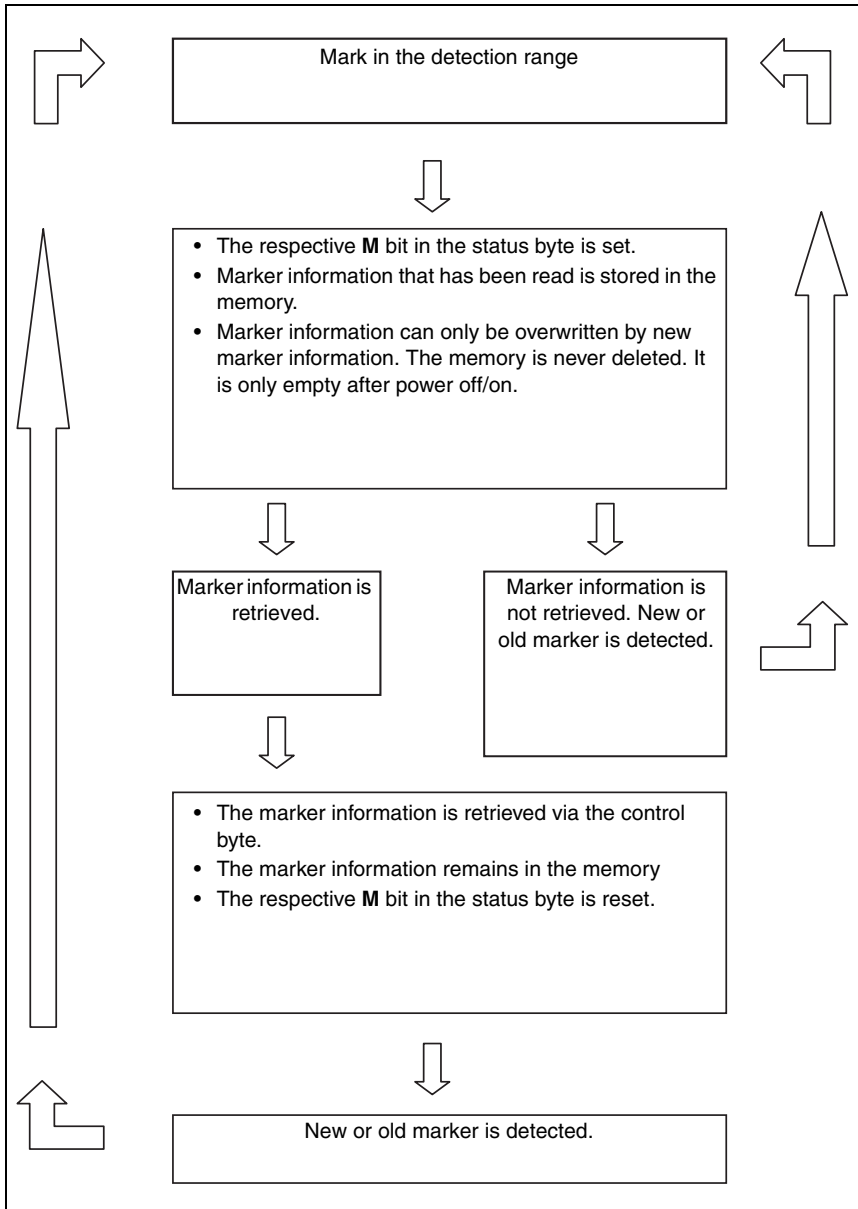 Mark in the detection range
• The respective M bit in the status byte is set.
• Marker information that has been read is stored in the
memory.
• Marker information can only be overwritten by new
marker information. The memory is never deleted. It
is only empty after power off/on.
Marker information is
retrieved.
Marker information is
not retrieved. New or
old marker is detected.
• The marker information is retrieved via the control
byte.
• The marker information remains in the memory
• The respective M bit in the status byte is reset.
New or old marker is detected.